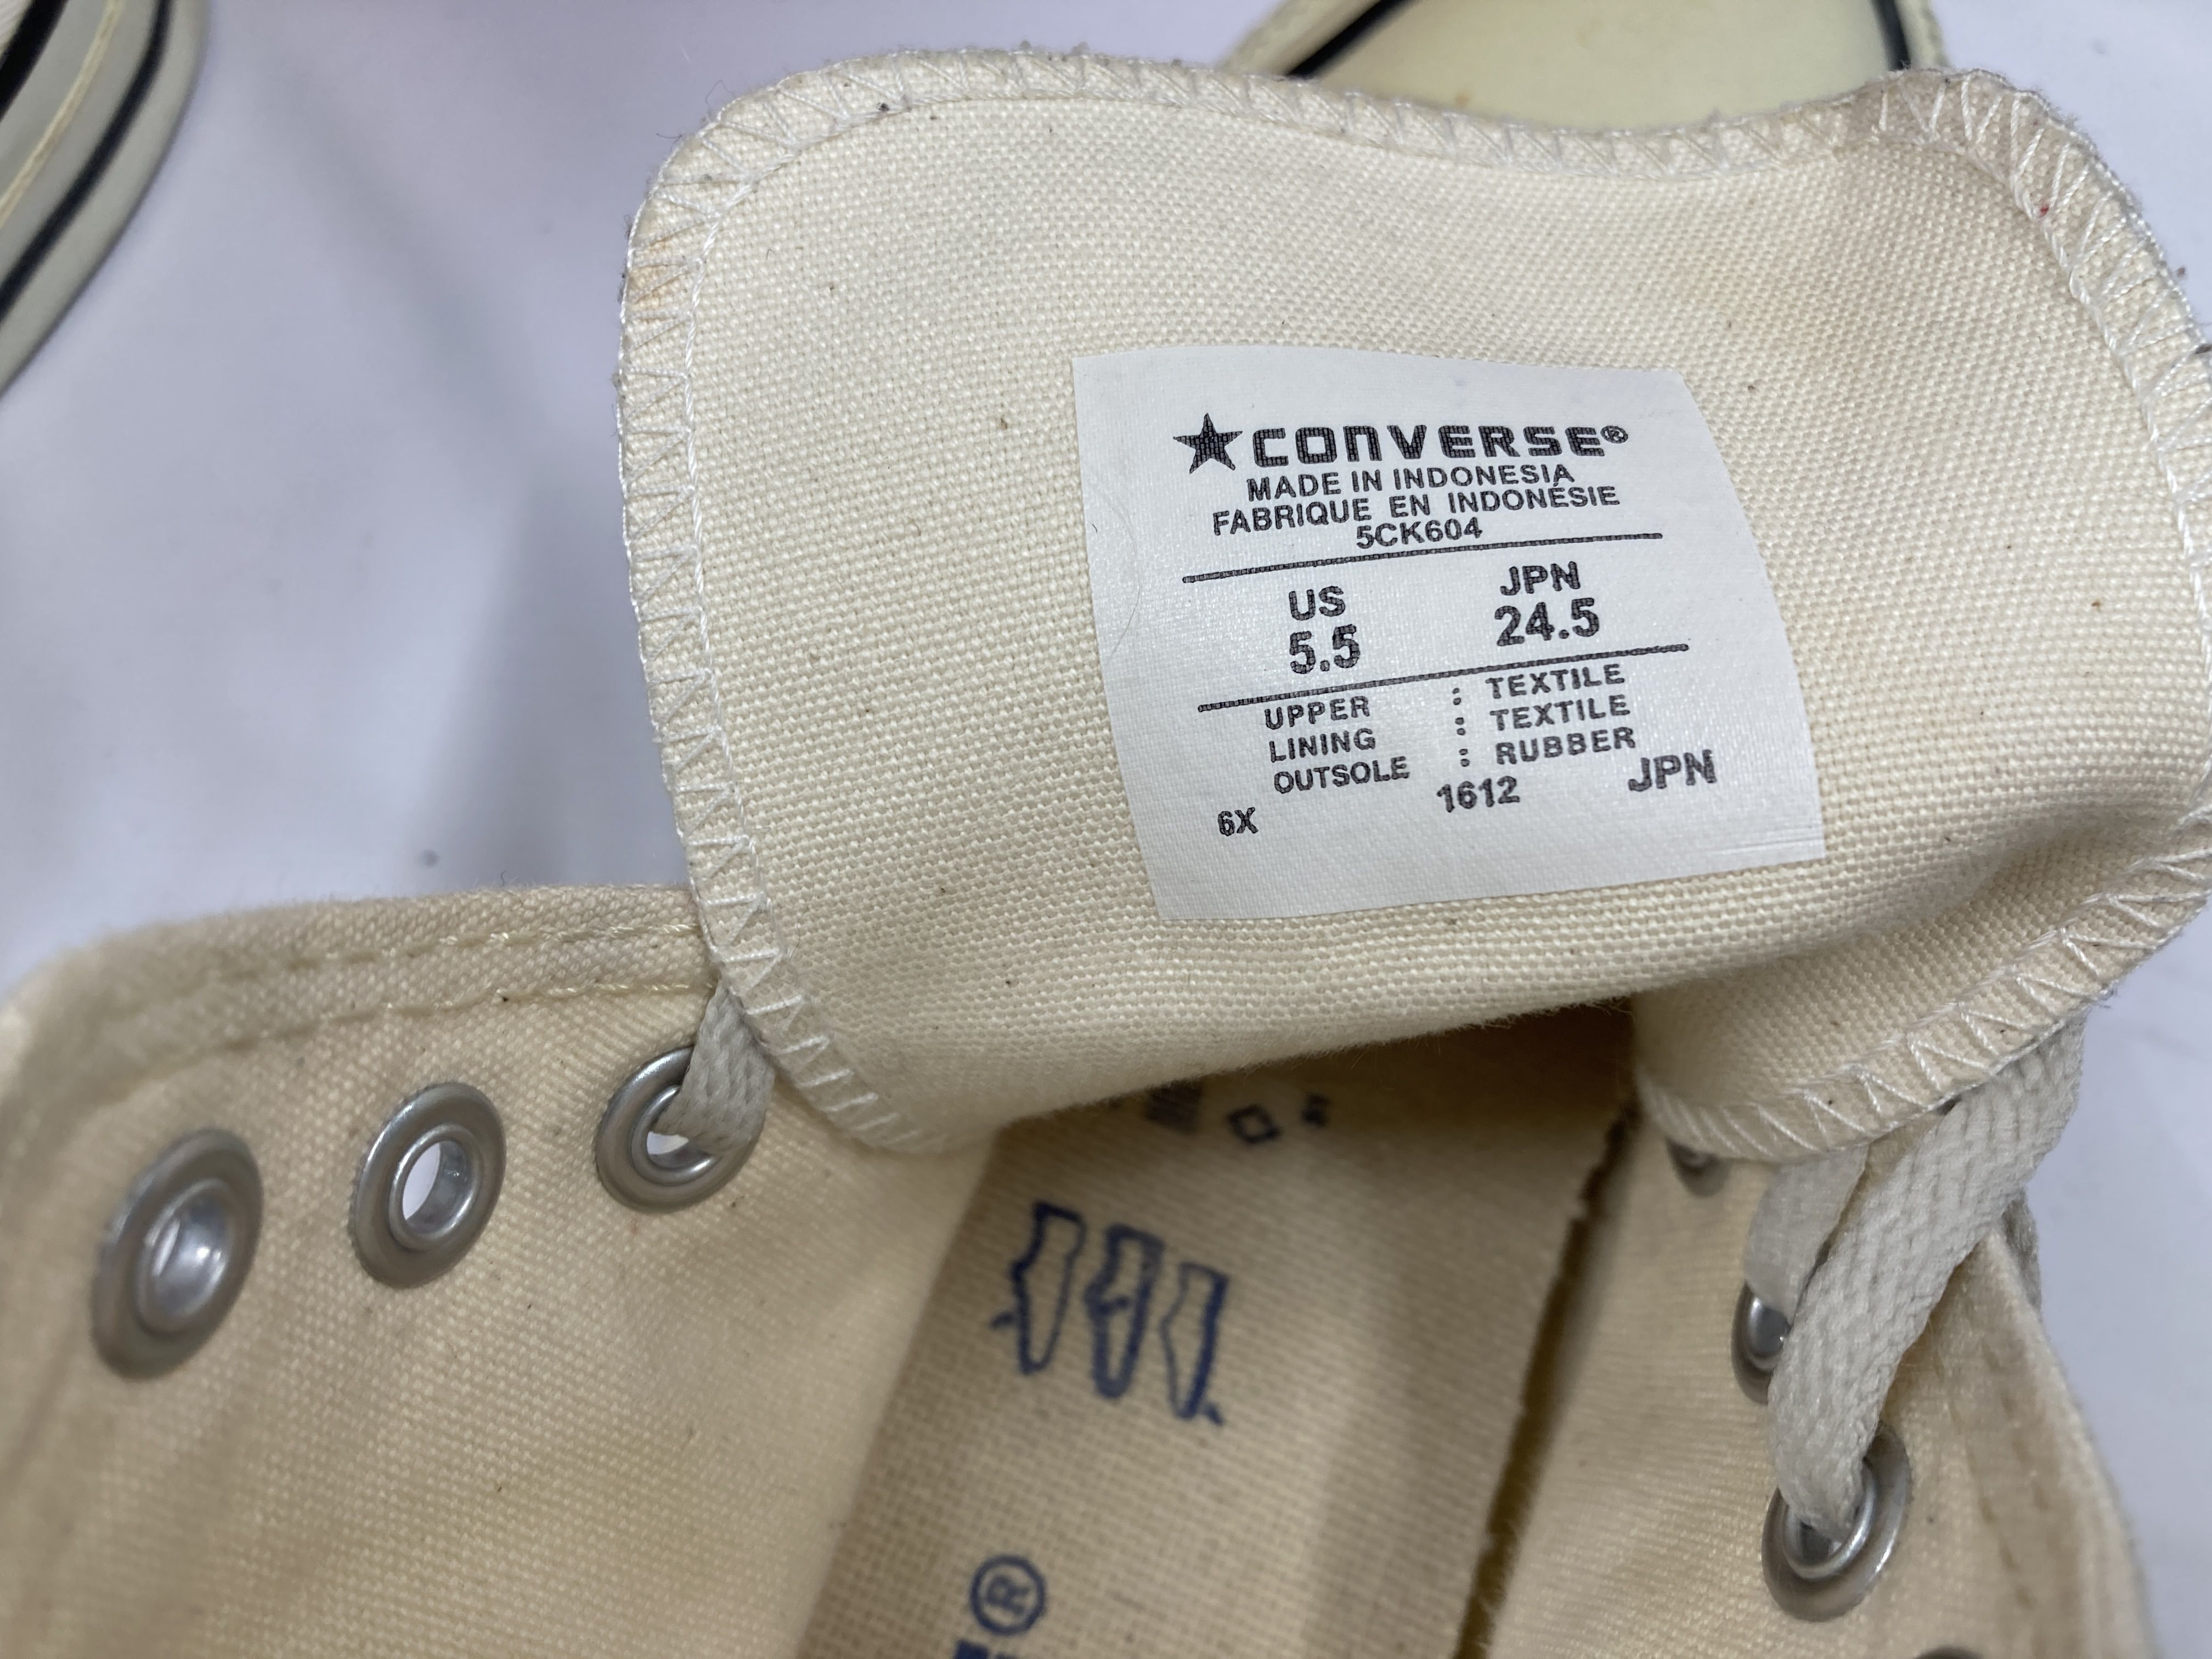 ★CONVERSE®
MADE IN INDONESIA
FABRIQUE EN INDONÉSIE
5CK604
US JPN
5.5 24.5
UPPER : TEXTILE
LINING : TEXTILE
OUTSOLE : RUBBER
6X 1612 JPN
®